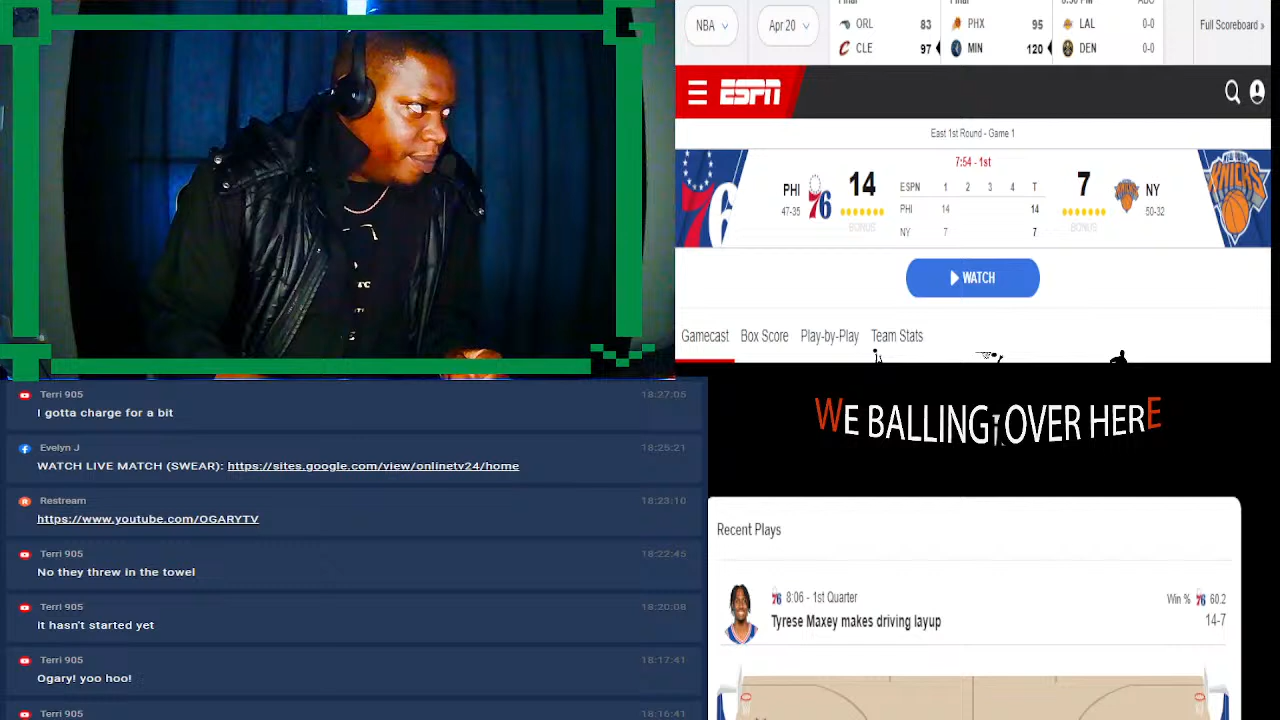 NBA
Apr 20
ORL 83
CLE 97
PHX 95
MIN 120
LAL 0-0
DEN 0-0
Full Scoreboard »
ESPN
East 1st Round - Game 1
7:54 - 1st
PHI
47-35
76
14
BONUS
ESPN 1 2 3 4 T
PHI 14 14
NY 7 7
7
BONUS
KNICKS
NY
50-32
WATCH
Gamecast Box Score Play-by-Play Team Stats
Terri 905 18:27:05
I gotta charge for a bit
Evelyn J 18:25:21
WATCH LIVE MATCH (SWEAR): https://sites.google.com/view/onlinetv24/home
Restream 18:23:10
https://www.youtube.com/OGARYTV
Terri 905 18:22:45
No they threw in the towel
Terri 905 18:20:08
It hasn't started yet
Terri 905 18:17:41
Ogary! yoo hoo!
Terri 905 18:16:41
WE BALLING OVER HERE
Recent Plays
8:06 - 1st Quarter
Tyrese Maxey makes driving layup
Win % 76 60.2
14-7